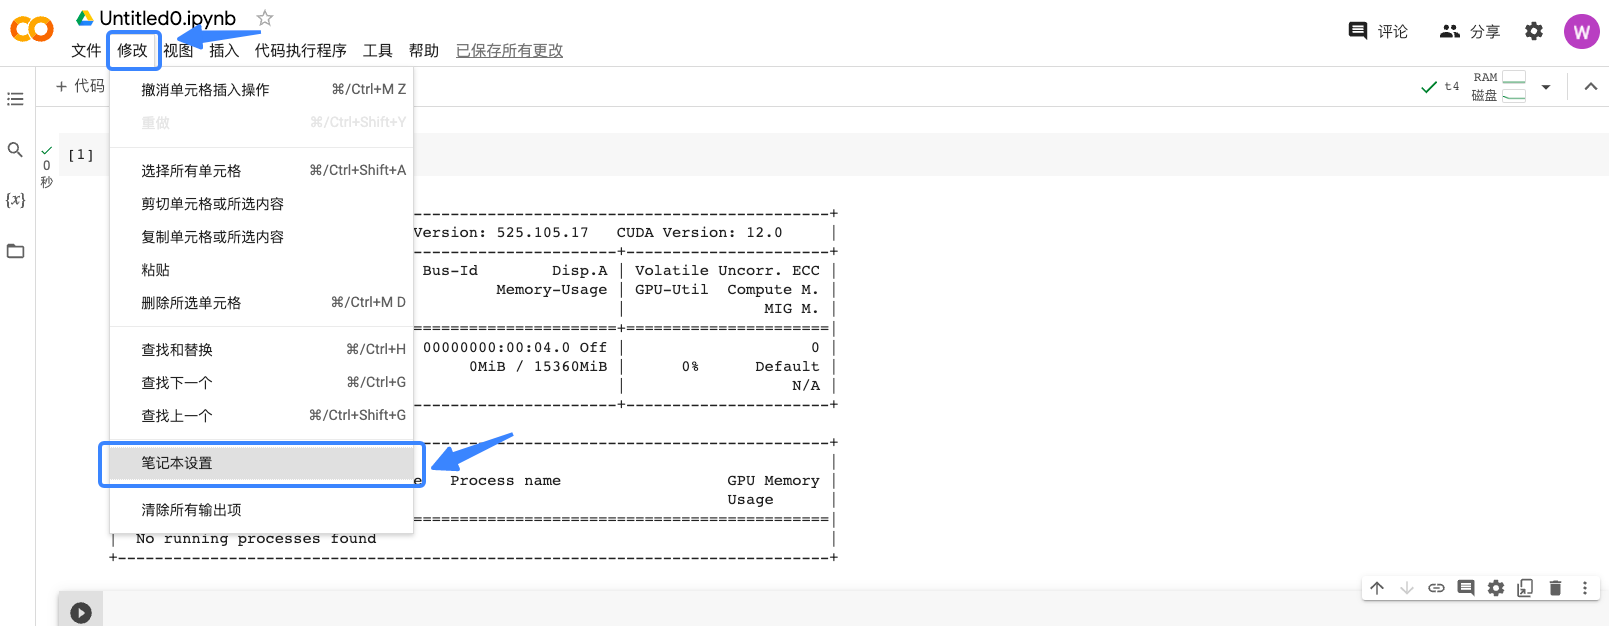 Untitled0.ipynb
文件 修改 视图 插入 代码执行程序 工具 帮助 已保存所有更改
评论 分享 W
+ 代码
t4 RAM
磁盘
撤消单元格插入操作 ⌘/Ctrl+M Z
重做 ⌘/Ctrl+Shift+Y
选择所有单元格 ⌘/Ctrl+Shift+A
剪切单元格或所选内容
复制单元格或所选内容
粘贴
删除所选单元格 ⌘/Ctrl+M D
查找和替换 ⌘/Ctrl+H
查找下一个 ⌘/Ctrl+G
查找上一个 ⌘/Ctrl+Shift+G
笔记本设置
清除所有输出项
{x}
0
秒
[1]
-----------------------------------------------+
Version: 525.105.17 CUDA Version: 12.0 |
----------------------+----------------------+
Bus-Id Disp.A | Volatile Uncorr. ECC |
Memory-Usage | GPU-Util Compute M. |
| MIG M. |
======================+======================|
00000000:00:04.0 Off | 0 |
0MiB / 15360MiB | 0% Default |
| N/A |
----------------------+----------------------+
---------------------------------------------+
|
e Process name GPU Memory |
Usage |
=============================================|
| No running processes found |
+-----------------------------------------------------------------------------+